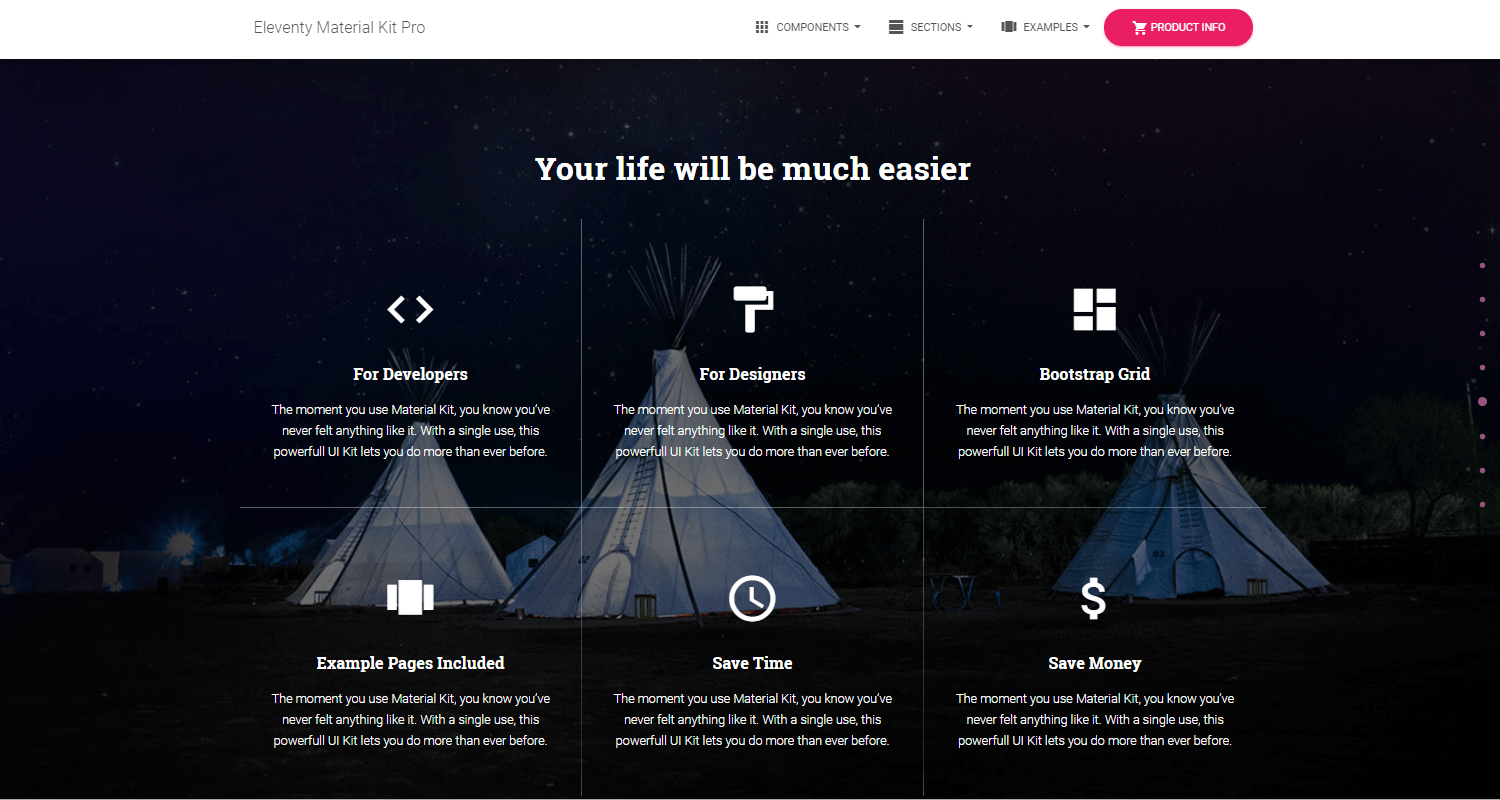 Eleventy Material Kit Pro
COMPONENTS
SECTIONS
EXAMPLES
PRODUCT INFO
Your life will be much easier
For Developers
The moment you use Material Kit, you know you’ve
never felt anything like it. With a single use, this
powerfull UI Kit lets you do more than ever before.
For Designers
The moment you use Material Kit, you know you’ve
never felt anything like it. With a single use, this
powerfull UI Kit lets you do more than ever before.
Bootstrap Grid
The moment you use Material Kit, you know you’ve
never felt anything like it. With a single use, this
powerfull UI Kit lets you do more than ever before.
Example Pages Included
The moment you use Material Kit, you know you’ve
never felt anything like it. With a single use, this
powerfull UI Kit lets you do more than ever before.
Save Time
The moment you use Material Kit, you know you’ve
never felt anything like it. With a single use, this
powerfull UI Kit lets you do more than ever before.
Save Money
The moment you use Material Kit, you know you’ve
never felt anything like it. With a single use, this
powerfull UI Kit lets you do more than ever before.
03